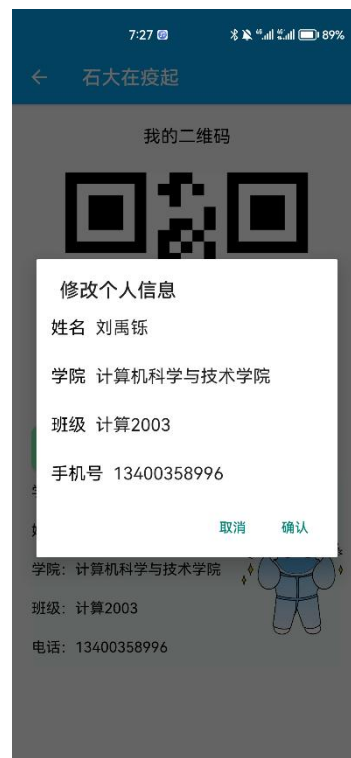 7:27 89%
石大在疫起
我的二维码
修改个人信息
姓名 刘禹铄
学院 计算机科学与技术学院
班级 计算2003
手机号 13400358996
取消 确认
学院：计算机科学与技术学院
班级：计算2003
电话：13400358996